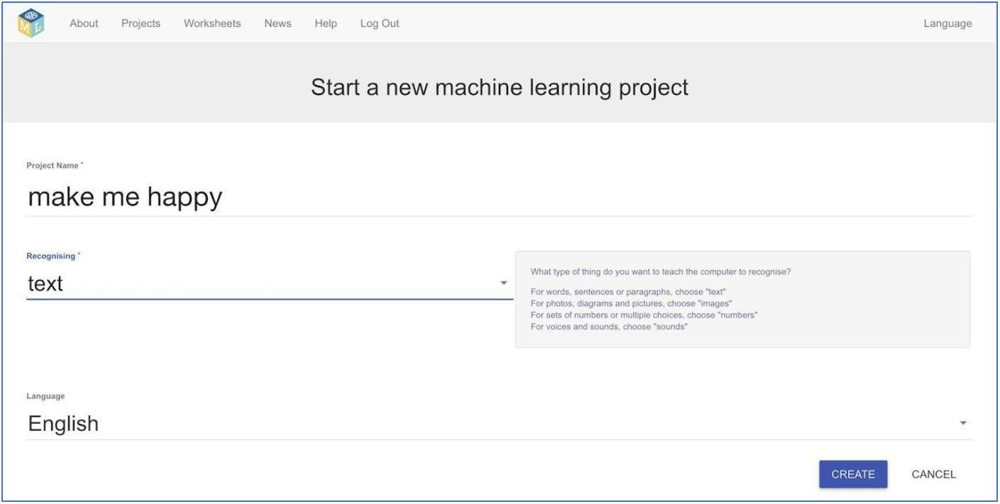 M L
About Projects Worksheets News Help Log Out Language
Start a new machine learning project
Project Name *
make me happy
Recognising *
text
What type of thing do you want to teach the computer to recognise?
For words, sentences or paragraphs, choose "text"
For photos, diagrams and pictures, choose "images"
For sets of numbers or multiple choices, choose "numbers"
For voices and sounds, choose "sounds"
Language
English
CREATE CANCEL